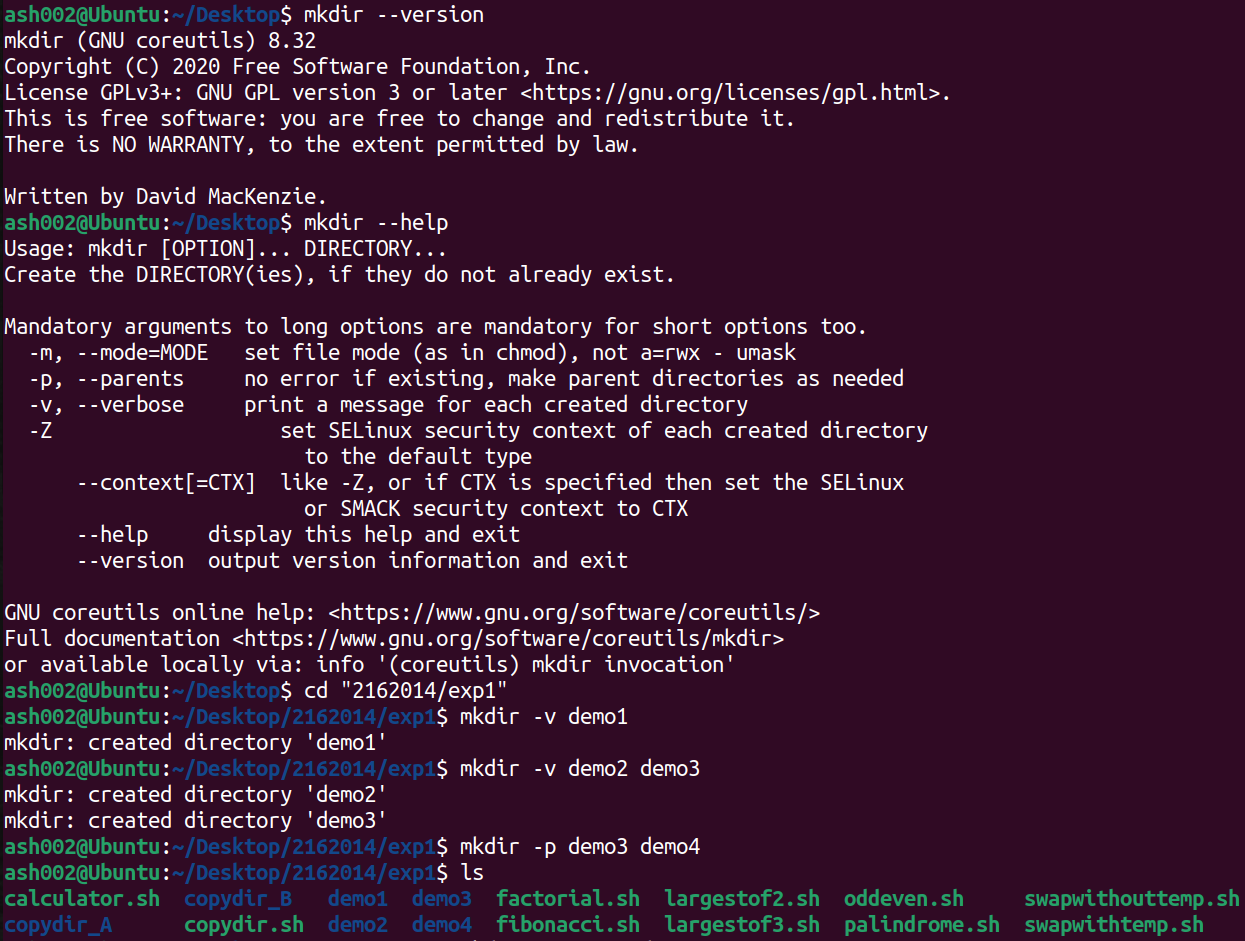 ash002@Ubuntu:~/Desktop$ mkdir --version
mkdir (GNU coreutils) 8.32
Copyright (C) 2020 Free Software Foundation, Inc.
License GPLv3+: GNU GPL version 3 or later <https://gnu.org/licenses/gpl.html>.
This is free software: you are free to change and redistribute it.
There is NO WARRANTY, to the extent permitted by law.

Written by David MacKenzie.
ash002@Ubuntu:~/Desktop$ mkdir --help
Usage: mkdir [OPTION]... DIRECTORY...
Create the DIRECTORY(ies), if they do not already exist.

Mandatory arguments to long options are mandatory for short options too.
  -m, --mode=MODE   set file mode (as in chmod), not a=rwx - umask
  -p, --parents     no error if existing, make parent directories as needed
  -v, --verbose     print a message for each created directory
  -Z                   set SELinux security context of each created directory
                         to the default type
      --context[=CTX]  like -Z, or if CTX is specified then set the SELinux
                         or SMACK security context to CTX
      --help     display this help and exit
      --version  output version information and exit

GNU coreutils online help: <https://www.gnu.org/software/coreutils/>
Full documentation <https://www.gnu.org/software/coreutils/mkdir>
or available locally via: info '(coreutils) mkdir invocation'
ash002@Ubuntu:~/Desktop$ cd "2162014/exp1"
ash002@Ubuntu:~/Desktop/2162014/exp1$ mkdir -v demo1
mkdir: created directory 'demo1'
ash002@Ubuntu:~/Desktop/2162014/exp1$ mkdir -v demo2 demo3
mkdir: created directory 'demo2'
mkdir: created directory 'demo3'
ash002@Ubuntu:~/Desktop/2162014/exp1$ mkdir -p demo3 demo4
ash002@Ubuntu:~/Desktop/2162014/exp1$ ls
calculator.sh  copydir_B   demo1  demo3  factorial.sh  largestof2.sh  oddeven.sh     swapwithouttemp.sh
copydir_A      copydir.sh  demo2  demo4  fibonacci.sh  largestof3.sh  palindrome.sh  swapwithtemp.sh